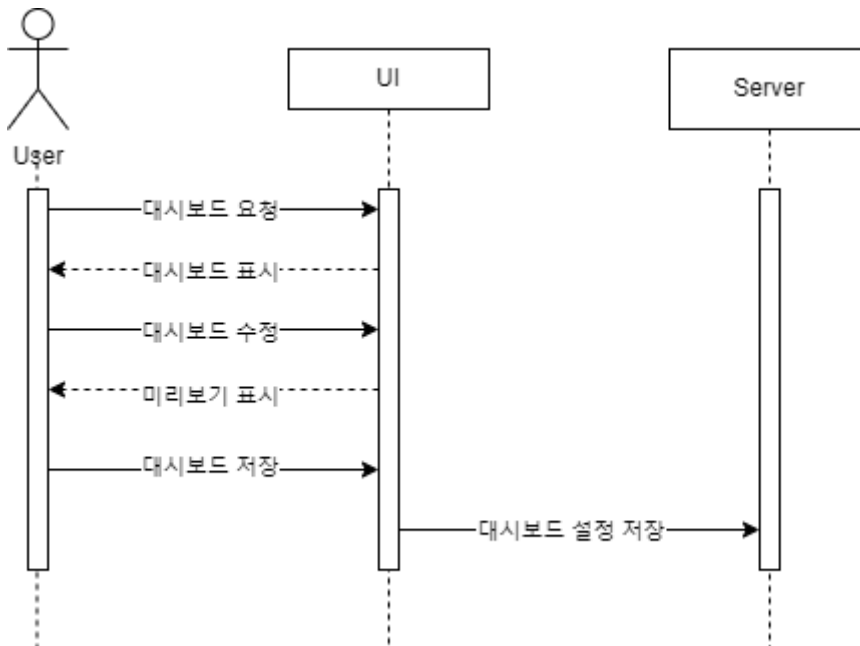 UI
Server
User
대시보드 요청
대시보드 표시
대시보드 수정
미리보기 표시
대시보드 저장
대시보드 설정 저장